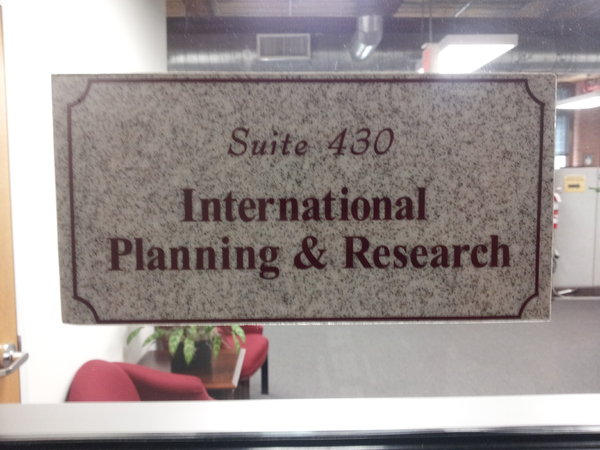 Suite 430
International
Planning & Research